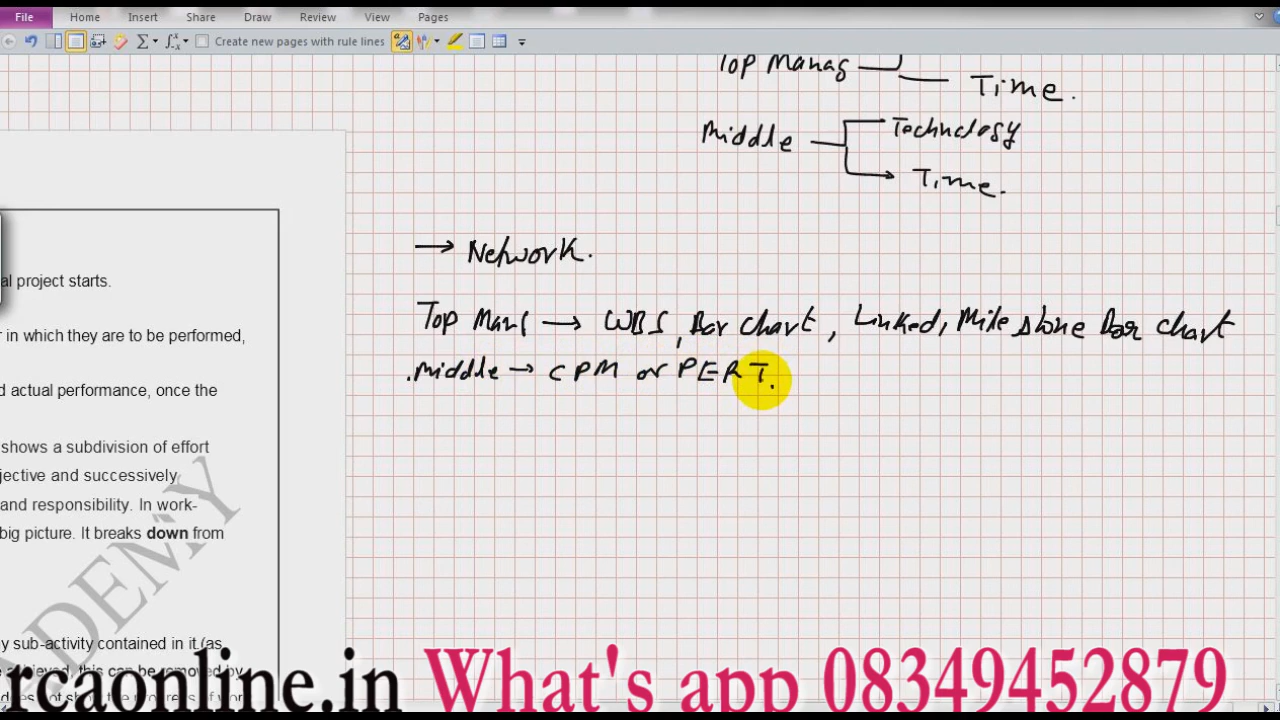 File Home Insert Share Draw Review View Pages
Create new pages with rule lines
Top Manag
Time.
Middle
Technology
Time.
→ Network.
Top Man → WBS, Bar chart, Linked, Mile stone Bar chart
middle → CPM or PERT.
al project starts.
r in which they are to be performed,
d actual performance, once the
shows a subdivision of effort
jective and successively
and responsibility. In work-
big picture. It breaks down from
ADEMY
y sub-activity contained in it (as
rcaonline.in What's app 08349452879